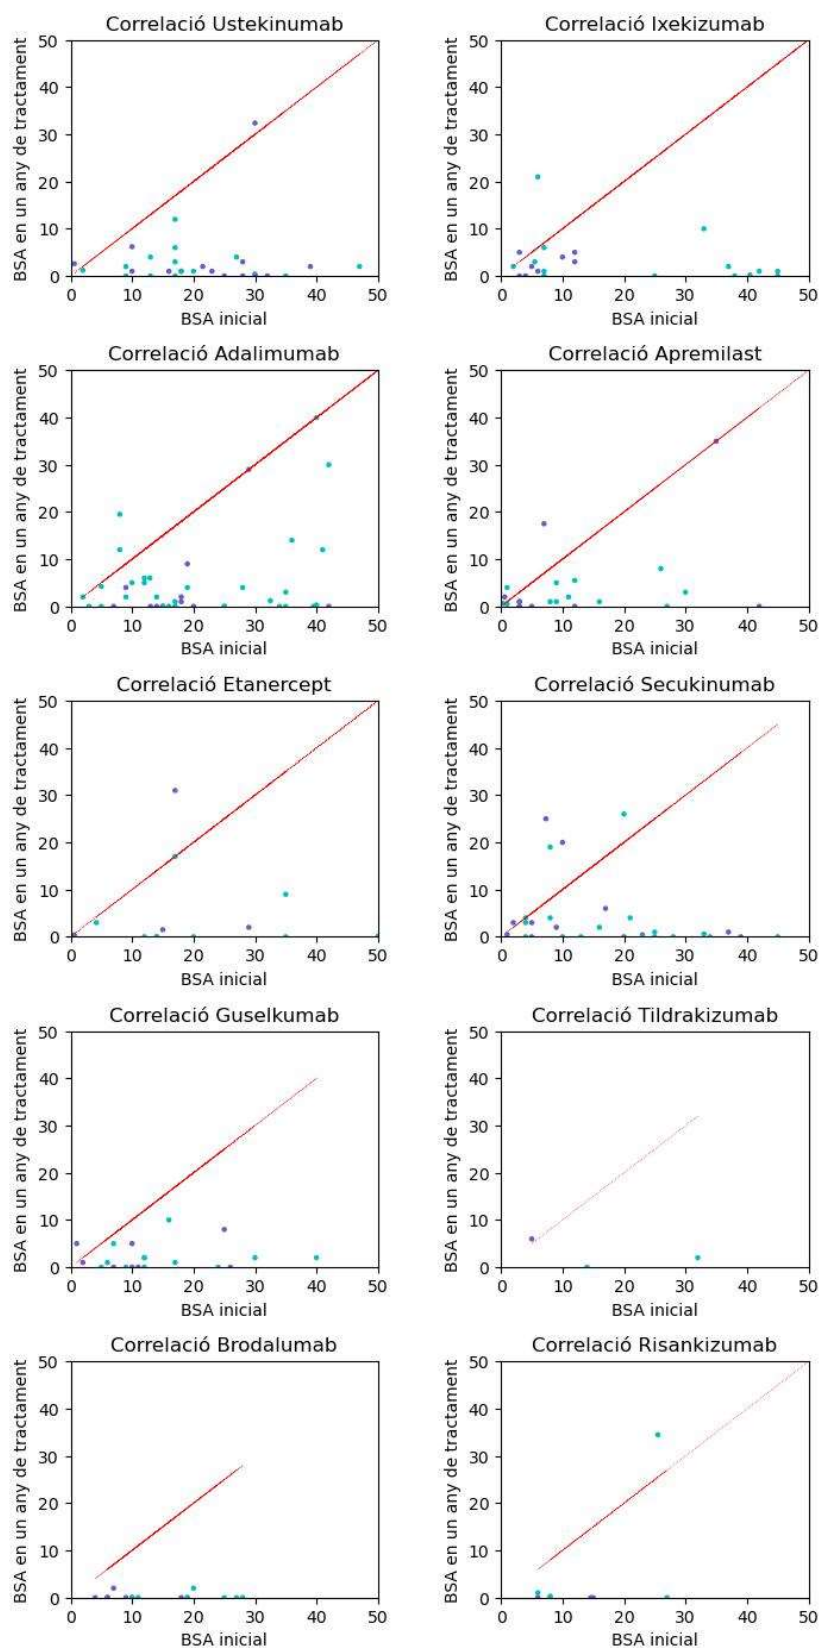 Correlació Ustekinumab
BSA en un any de tractament
50
40
30
20
10
0
0 10 20 30 40 50
BSA inicial
Correlació Ixekizumab
BSA en un any de tractament
50
40
30
20
10
0
0 10 20 30 40 50
BSA inicial
Correlació Adalimumab
BSA en un any de tractament
50
40
30
20
10
0
0 10 20 30 40 50
BSA inicial
Correlació Apremilast
BSA en un any de tractament
50
40
30
20
10
0
0 10 20 30 40 50
BSA inicial
Correlació Etanercept
BSA en un any de tractament
50
40
30
20
10
0
0 10 20 30 40 50
BSA inicial
Correlació Secukinumab
BSA en un any de tractament
50
40
30
20
10
0
0 10 20 30 40 50
BSA inicial
Correlació Guselkumab
BSA en un any de tractament
50
40
30
20
10
0
0 10 20 30 40 50
BSA inicial
Correlació Tildrakizumab
BSA en un any de tractament
50
40
30
20
10
0
0 10 20 30 40 50
BSA inicial
Correlació Brodalumab
BSA en un any de tractament
50
40
30
20
10
0
0 10 20 30 40 50
BSA inicial
Correlació Risankizumab
BSA en un any de tractament
50
40
30
20
10
0
0 10 20 30 40 50
BSA inicial